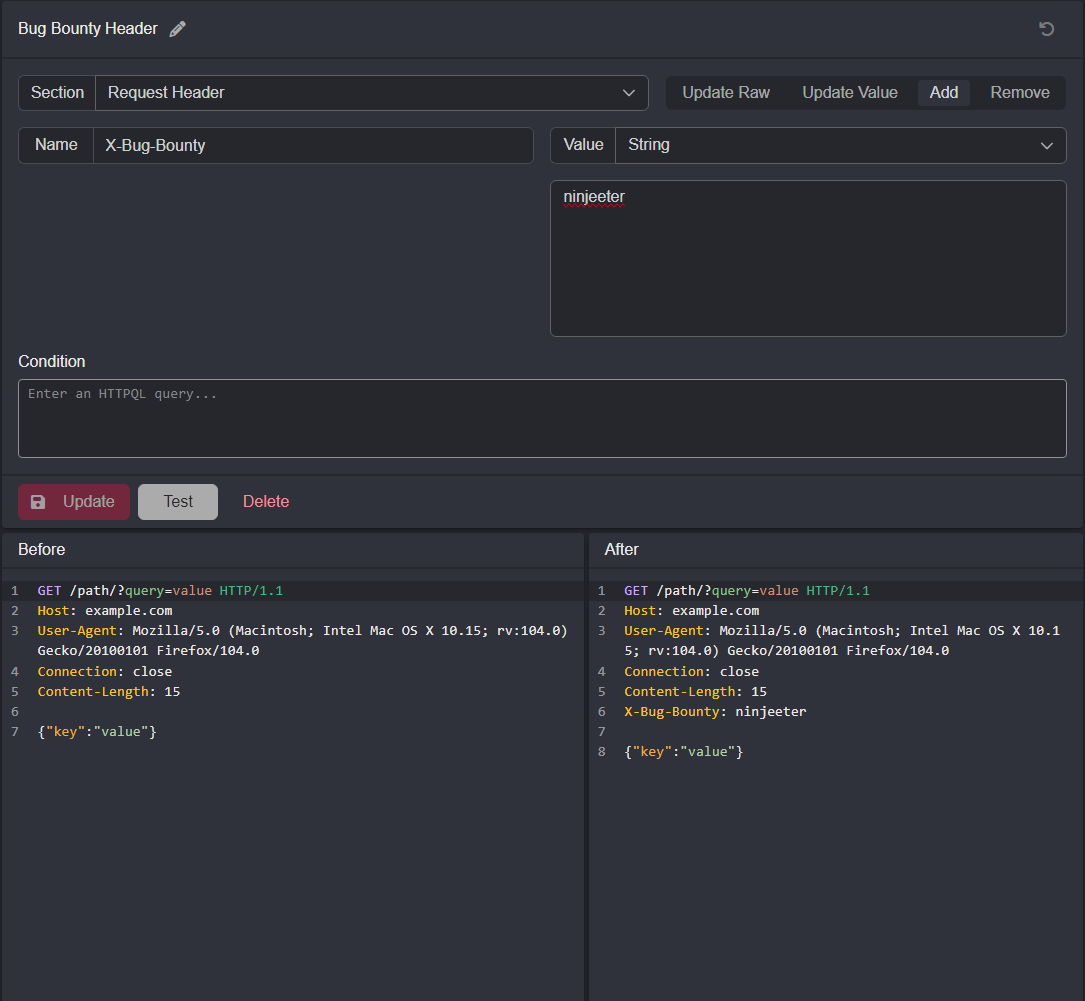 Bug Bounty Header
Section Request Header Update Raw Update Value Add Remove
Name X-Bug-Bounty Value String
ninjeeter
Condition
Enter an HTTPQL query...
Update Test Delete
Before
1 GET /path/?query=value HTTP/1.1
2 Host: example.com
3 User-Agent: Mozilla/5.0 (Macintosh; Intel Mac OS X 10.15; rv:104.0)
Gecko/20100101 Firefox/104.0
4 Connection: close
5 Content-Length: 15
6
7 {"key":"value"}
After
1 GET /path/?query=value HTTP/1.1
2 Host: example.com
3 User-Agent: Mozilla/5.0 (Macintosh; Intel Mac OS X 10.1
5; rv:104.0) Gecko/20100101 Firefox/104.0
4 Connection: close
5 Content-Length: 15
6 X-Bug-Bounty: ninjeeter
7
8 {"key":"value"}